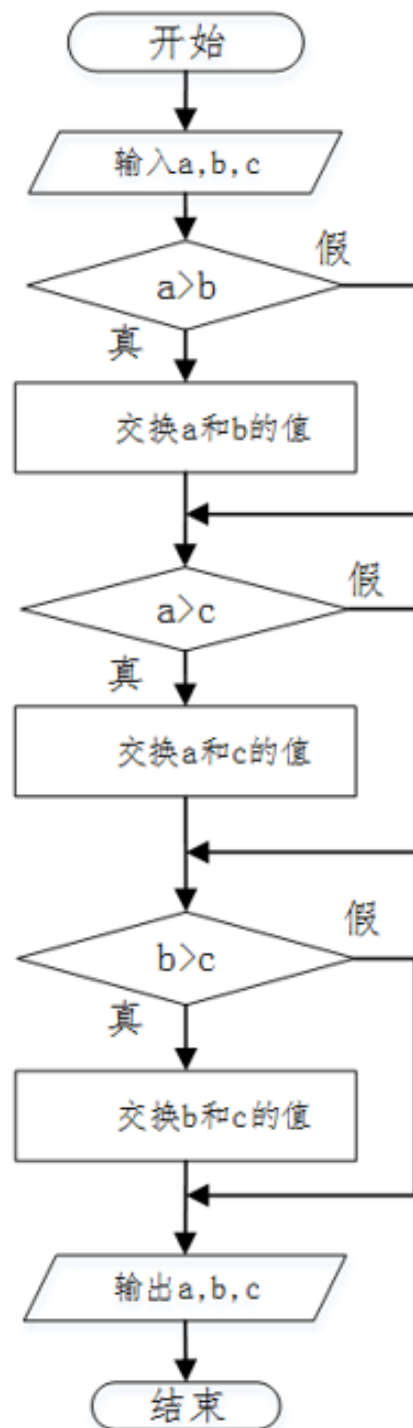 开始
输入a,b,c
a>b
假
真
交换a和b的值
a>c
假
真
交换a和c的值
b>c
假
真
交换b和c的值
输出a,b,c
结束